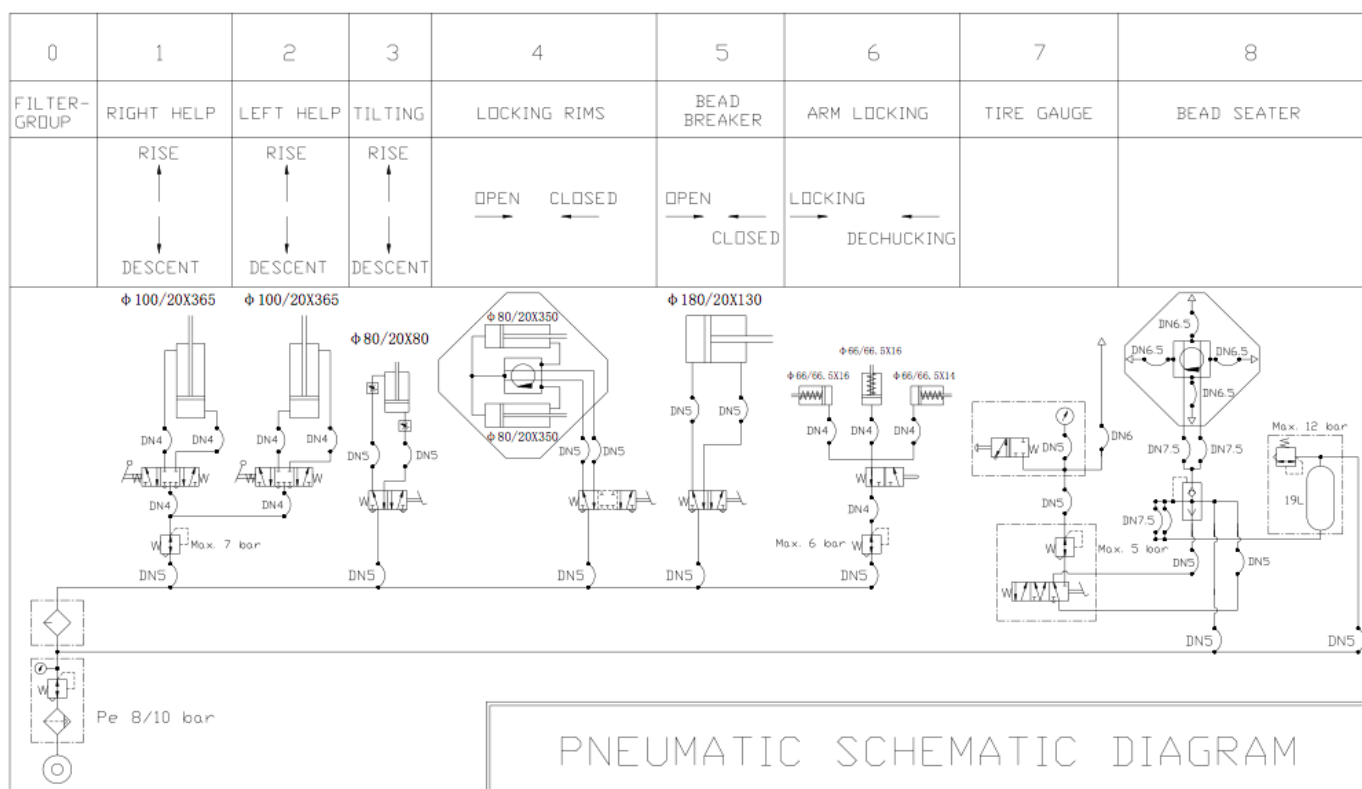 0 1 2 3 4 5 6 7 8
FILTER-
GROUP
RIGHT HELP
LEFT HELP
TILTING
LOCKING RIMS
BEAD
BREAKER
ARM LOCKING
TIRE GAUGE
BEAD SEATER
RISE
DESCENT
RISE
DESCENT
RISE
DESCENT
OPEN CLOSED
OPEN
CLOSED
LOCKING
DECHUCKING
ϕ100/20X365
DN4 DN4
W W
DN4
W Max. 7 bar
DN5
ϕ100/20X365
DN4 DN4
W W
DN4
ϕ80/20X80
DN5 DN5
W
DN5
ϕ80/20X350
ϕ80/20X350
DN5 DN5
W
DN5
ϕ180/20X130
DN5 DN5
W
DN5
ϕ66/66.5X16
ϕ66/66.5X16 ϕ66/66.5X14
DN4 DN4 DN4
W
DN4
Max. 6 bar W
DN5
W DN5 DN6
DN5
W Max. 5 bar
W
DN6.5
DN6.5 DN6.5
DN6.5
DN7.5 DN7.5
DN7.5
DN5 DN5
DN5
Max. 12 bar
W
19L
DN5
W
Pe 8/10 bar
PNEUMATIC SCHEMATIC DIAGRAM